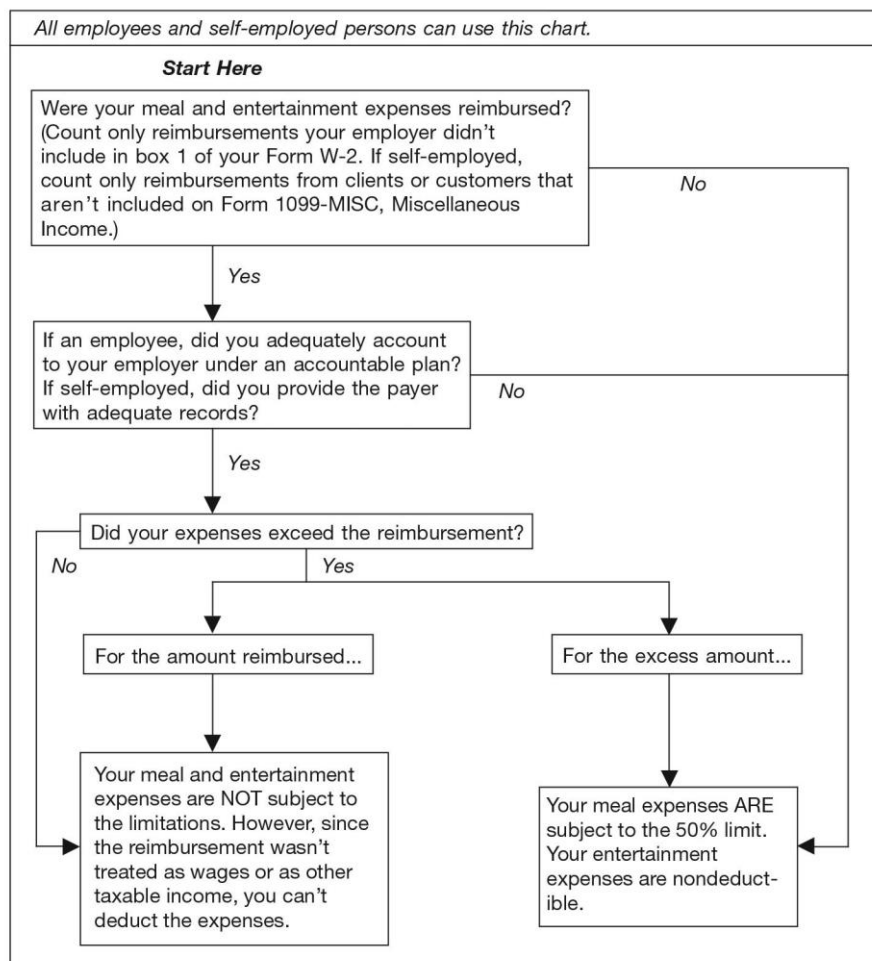 All employees and self-employed persons can use this chart.
Start Here
Were your meal and entertainment expenses reimbursed?
(Count only reimbursements your employer didn't
include in box 1 of your Form W-2. If self-employed,
count only reimbursements from clients or customers that
aren't included on Form 1099-MISC, Miscellaneous
Income.)
No
Yes
If an employee, did you adequately account
to your employer under an accountable plan?
If self-employed, did you provide the payer
with adequate records?
No
Yes
Did your expenses exceed the reimbursement?
No
Yes
For the amount reimbursed...
For the excess amount...
Your meal and entertainment
expenses are NOT subject to
the limitations. However, since
the reimbursement wasn't
treated as wages or as other
taxable income, you can't
deduct the expenses.
Your meal expenses ARE
subject to the 50% limit.
Your entertainment
expenses are nondeduct-
ible.